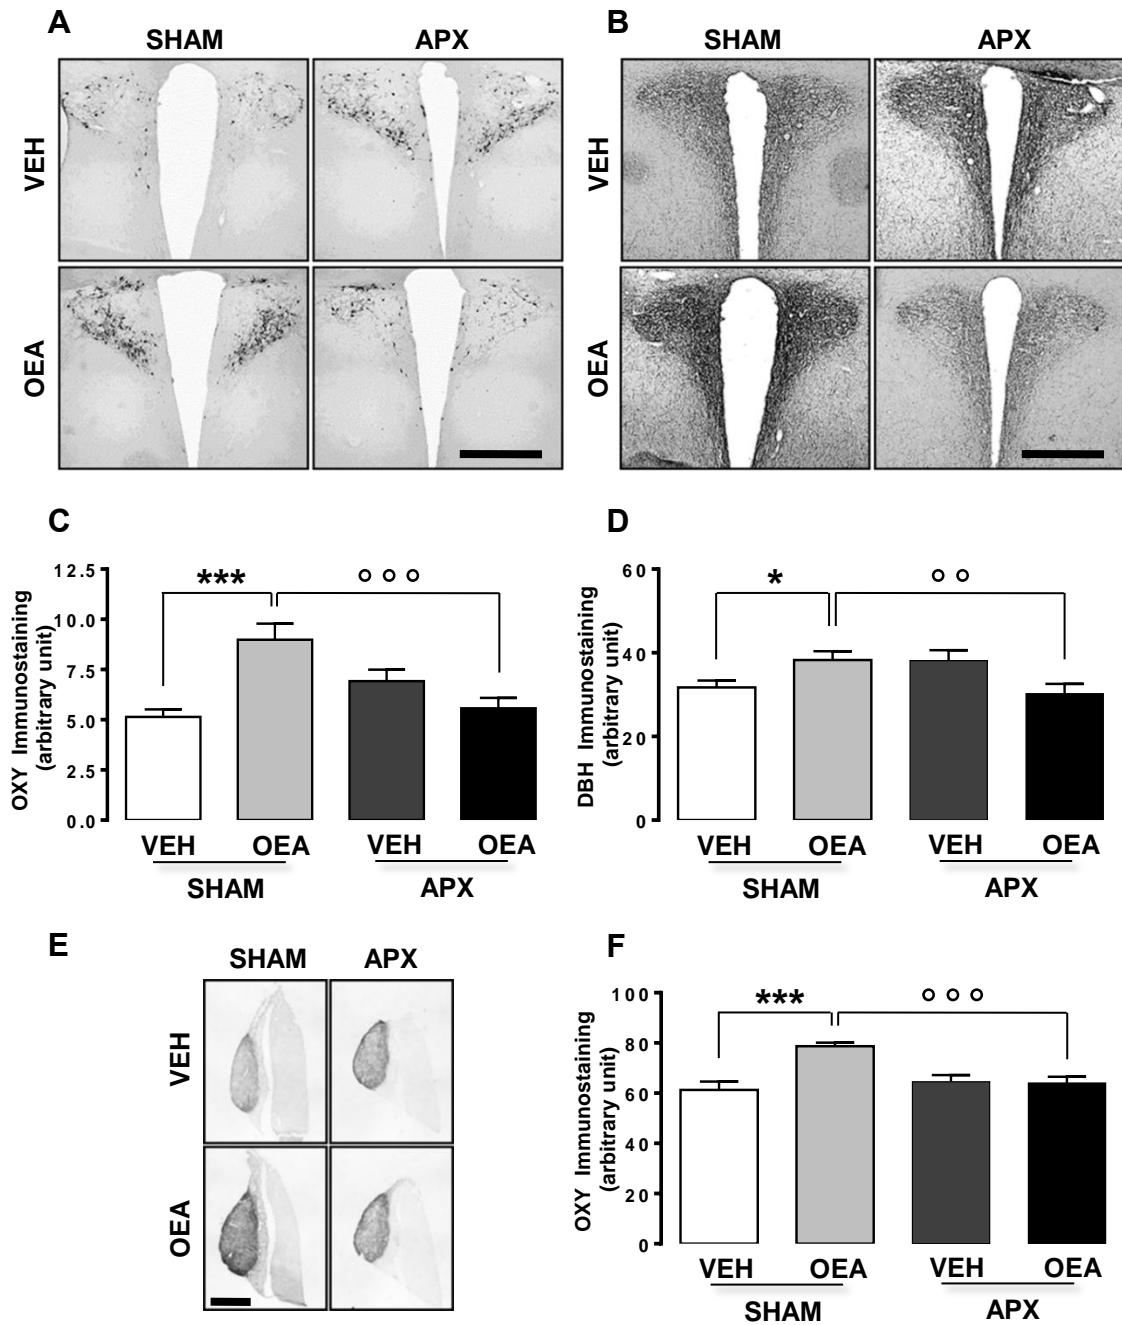 A
SHAM APX
VEH
OEA
B
SHAM APX
VEH
OEA
C
OXY Immunostaining
(arbitrary unit)
12.5
10.0
7.5
5.0
2.5
0.0
*** ○ ○ ○
VEH OEA VEH OEA
SHAM APX
D
DBH Immunostaining
(arbitrary unit)
60
40
20
0
* ○ ○
VEH OEA VEH OEA
SHAM APX
E
SHAM APX
VEH
OEA
F
OXY Immunostaining
(arbitrary unit)
100
80
60
40
20
0
*** ○ ○ ○
VEH OEA VEH OEA
SHAM APX